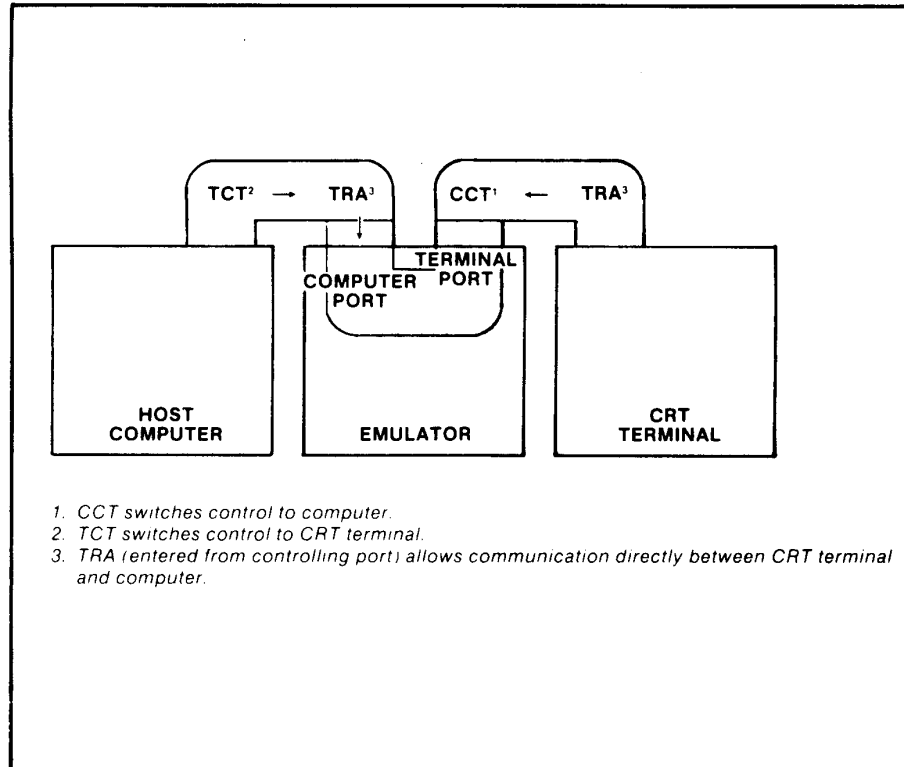 TCT² → TRA³ CCT¹ ← TRA³
COMPUTER
PORT
TERMINAL
PORT
HOST
COMPUTER
EMULATOR
CRT
TERMINAL
1. CCT switches control to computer.
2. TCT switches control to CRT terminal.
3. TRA (entered from controlling port) allows communication directly between CRT terminal
and computer.